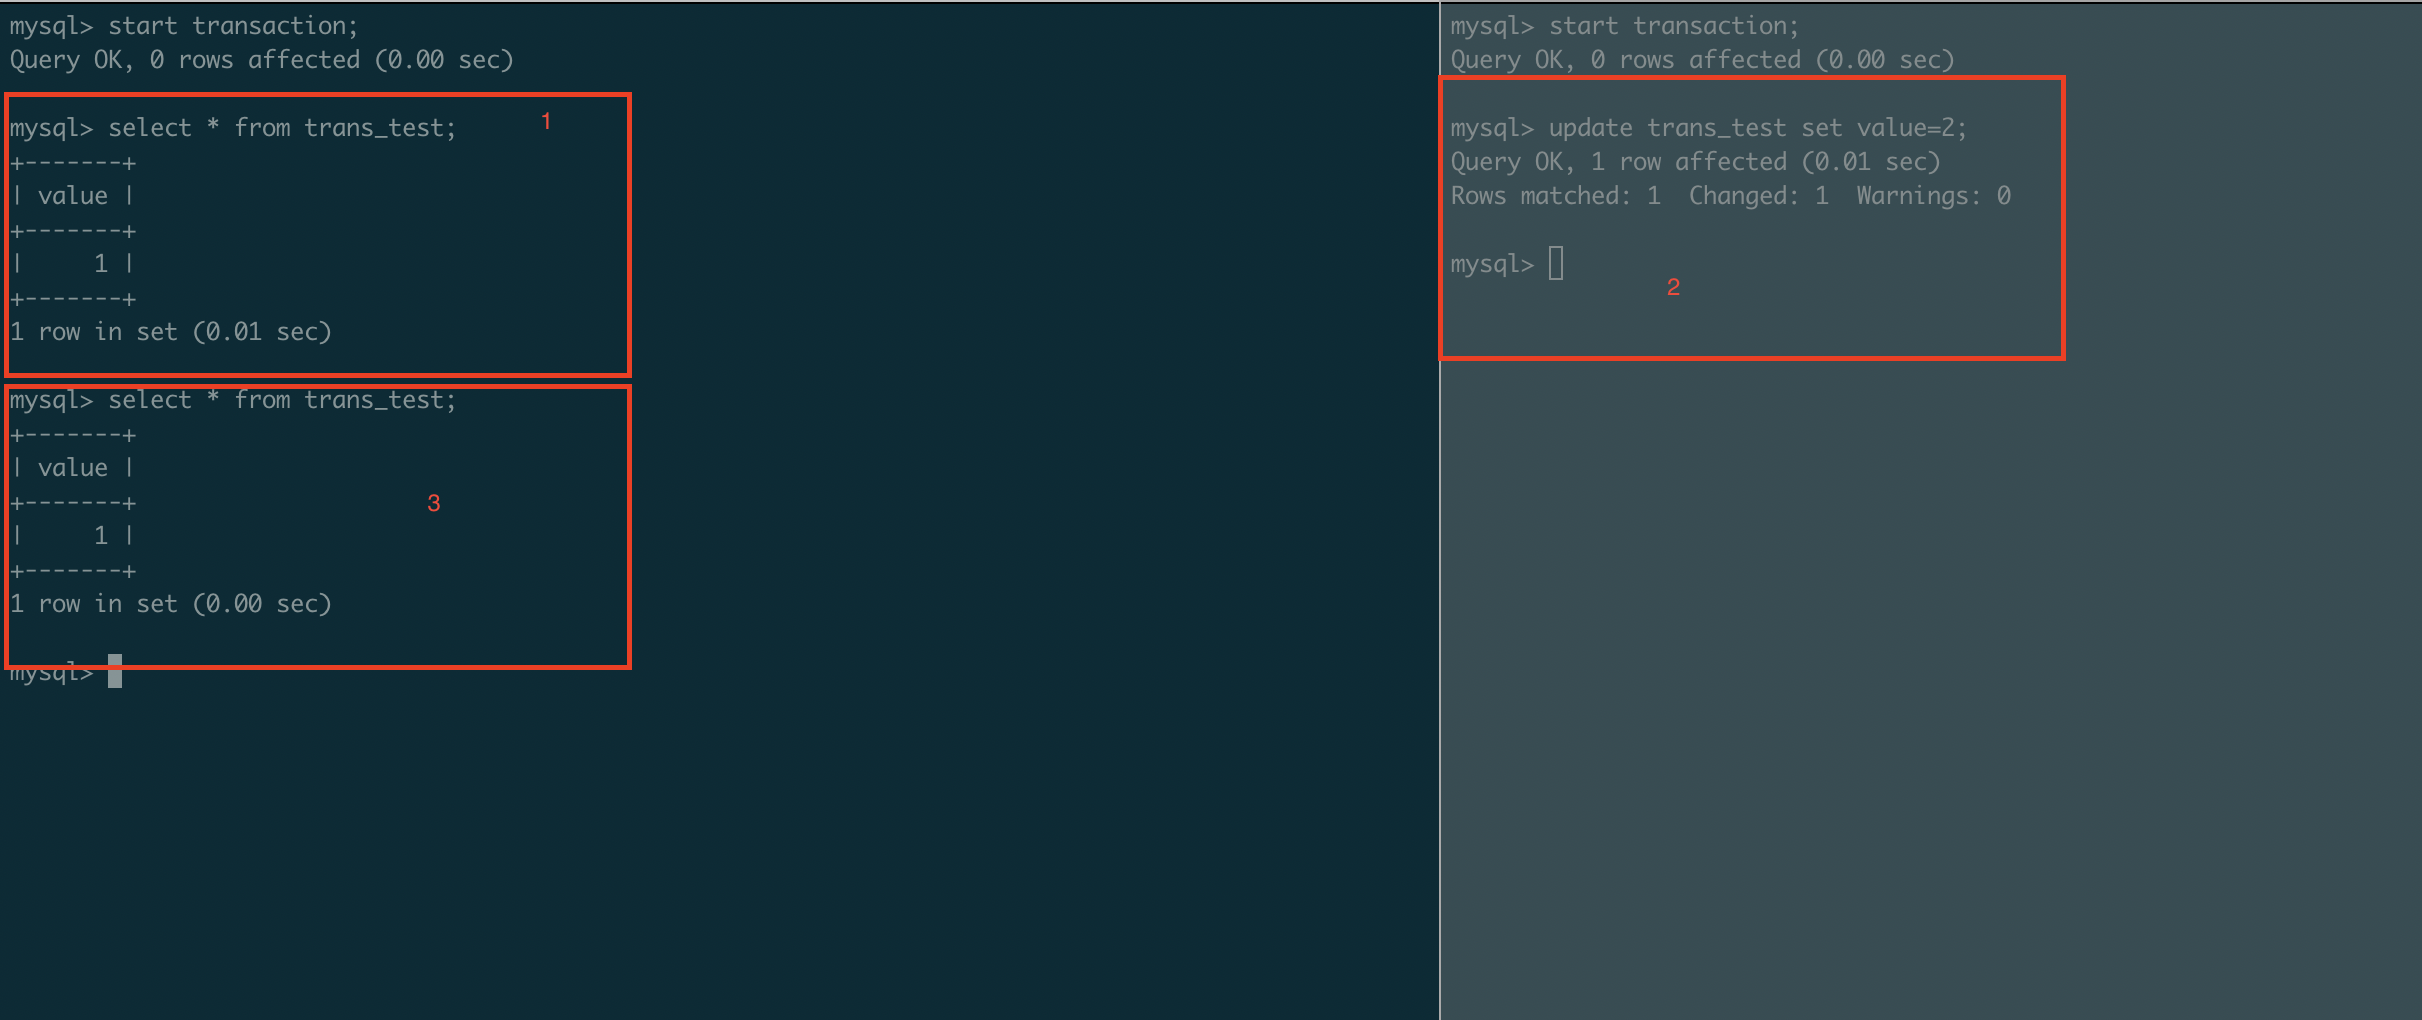 mysql> start transaction;
Query OK, 0 rows affected (0.00 sec)
mysql> select * from trans_test;
1
+-------+
| value |
+-------+
|     1 |
+-------+
1 row in set (0.01 sec)
mysql> select * from trans_test;
+-------+
| value |
+-------+
3
|     1 |
+-------+
1 row in set (0.00 sec)
mysql>
mysql> start transaction;
Query OK, 0 rows affected (0.00 sec)
mysql> update trans_test set value=2;
Query OK, 1 row affected (0.01 sec)
Rows matched: 1  Changed: 1  Warnings: 0
mysql>
2